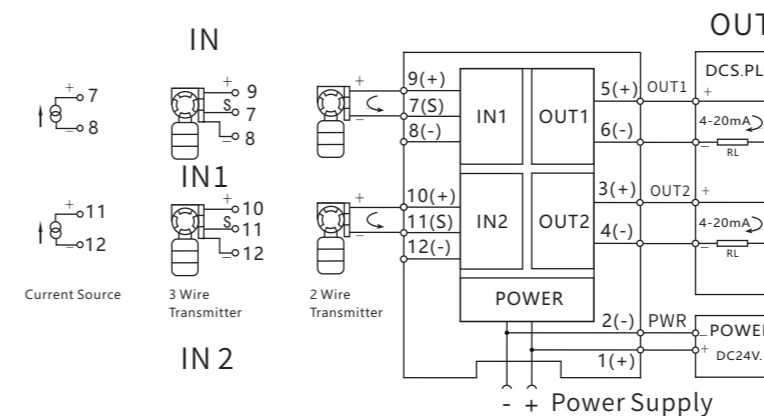 IN
OUT
+ 7
− 8
+ 9
S 7
− 8
+
−
9(+)
7(S)
8(-)
IN1
OUT1
5(+)
6(-)
OUT1
DCS.PL
+
4-20mA
−
RL
IN1
+ 11
− 12
+ 10
S 11
− 12
+
−
10(+)
11(S)
12(-)
IN2
OUT2
3(+)
4(-)
OUT2
+
4-20mA
−
RL
Current Source
3 Wire
Transmitter
2 Wire
Transmitter
POWER
2(-)
1(+)
PWR
−
+
POWER
DC24V.
IN 2
- + Power Supply